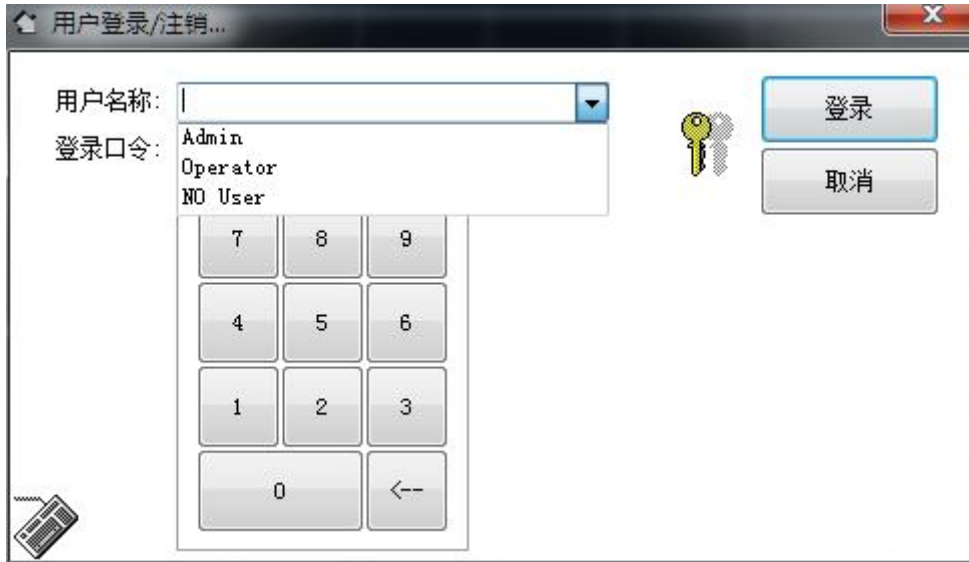 用户登录/注销...
用户名称:
登录
Admin
登录口令:
Operator
取消
NO User
7 8 9
4 5 6
1 2 3
0 <--